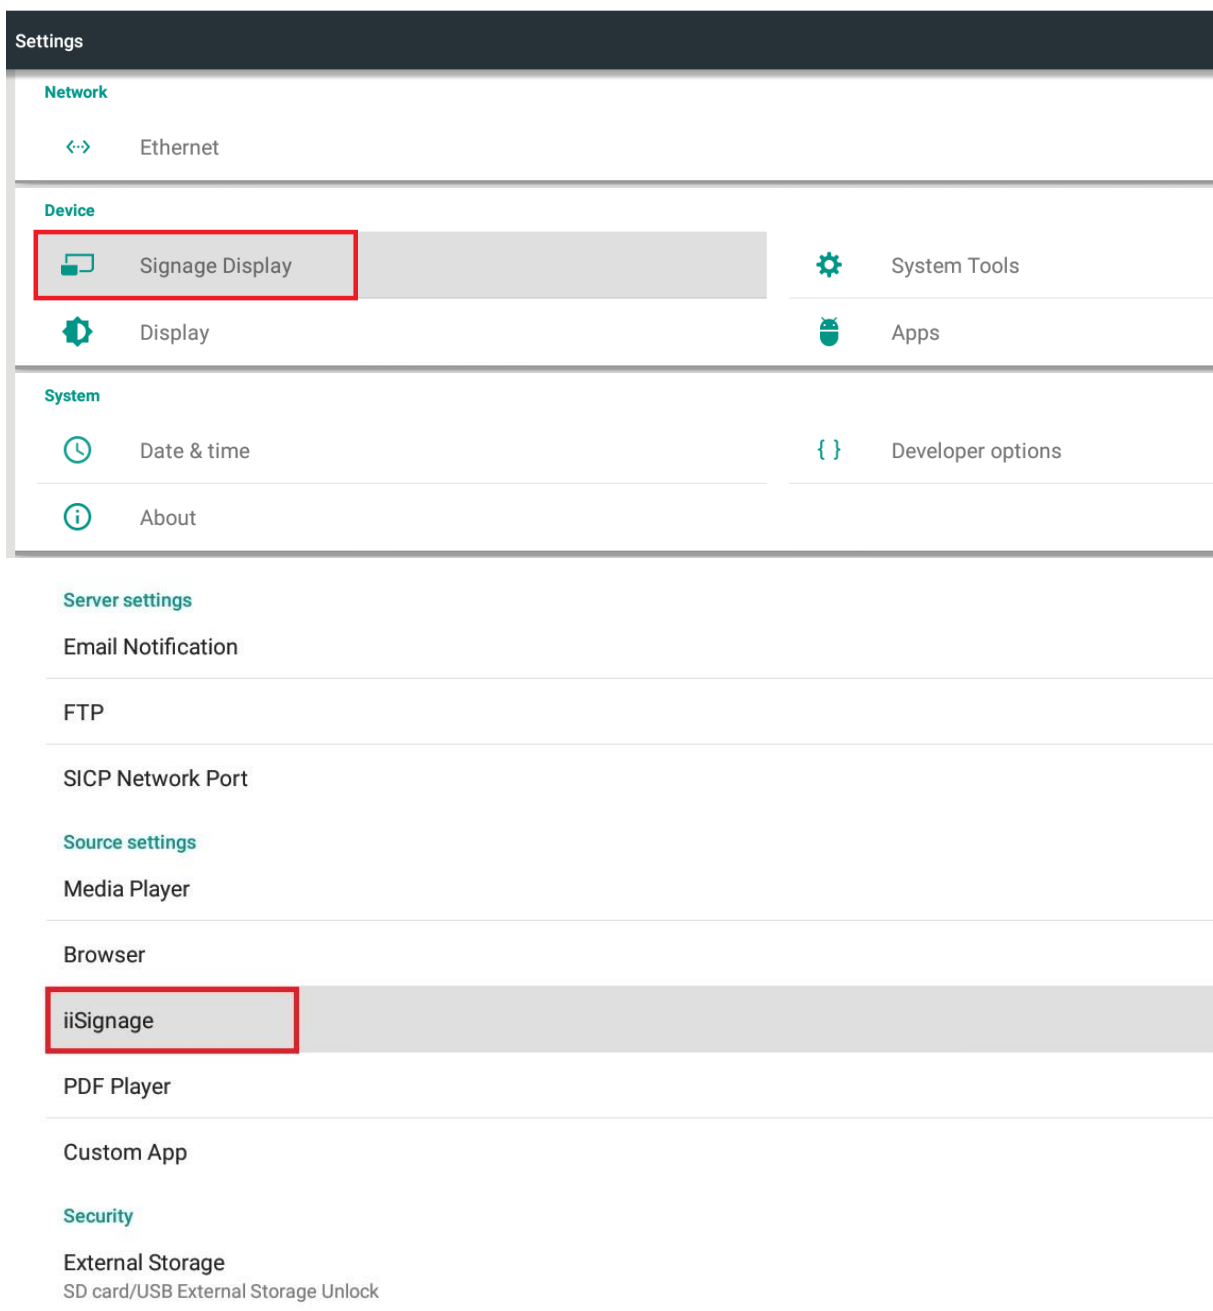 Settings
Network
Ethernet
Device
Signage Display
System Tools
Display
Apps
System
Date & time
{ }
Developer options
About
Server settings
Email Notification
FTP
SICP Network Port
Source settings
Media Player
Browser
iiSignage
PDF Player
Custom App
Security
External Storage
SD card/USB External Storage Unlock